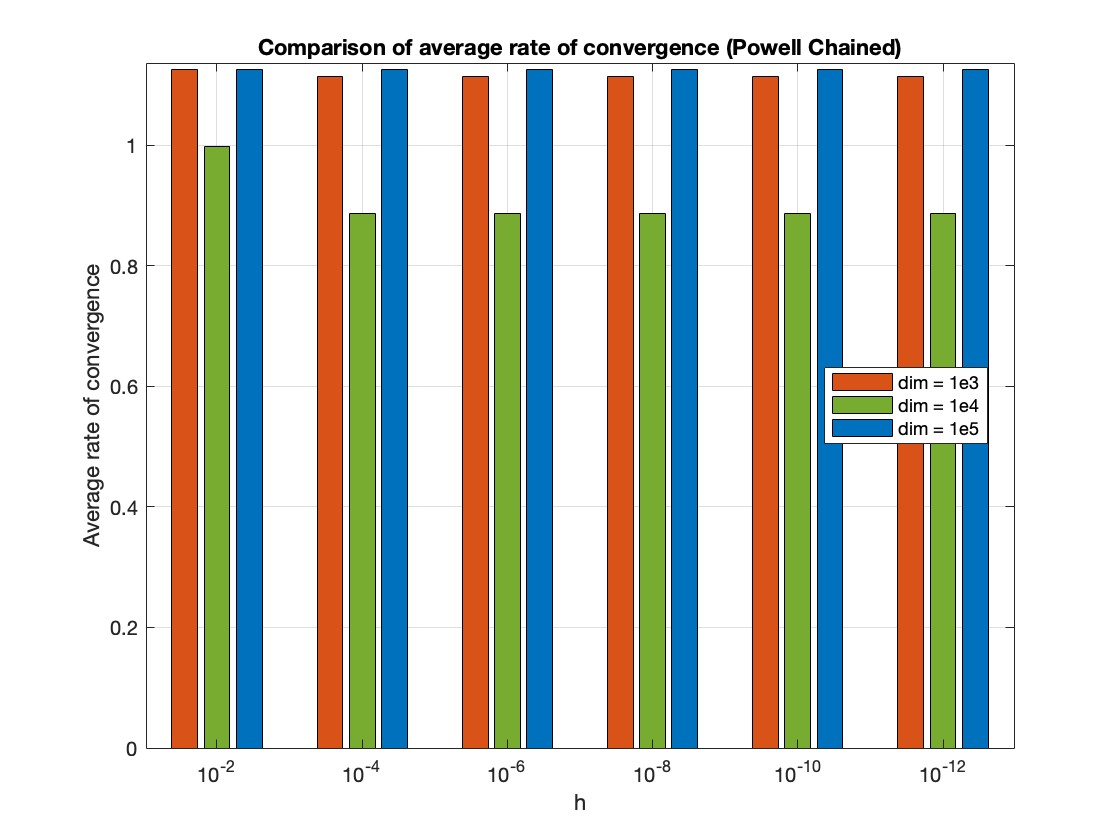 Comparison of average rate of convergence (Powell Chained)
Average rate of convergence
1
0.8
0.6
0.4
0.2
0
dim = 1e3
dim = 1e4
dim = 1e5
10⁻² 10⁻⁴ 10⁻⁶ 10⁻⁸ 10⁻¹⁰ 10⁻¹²
h